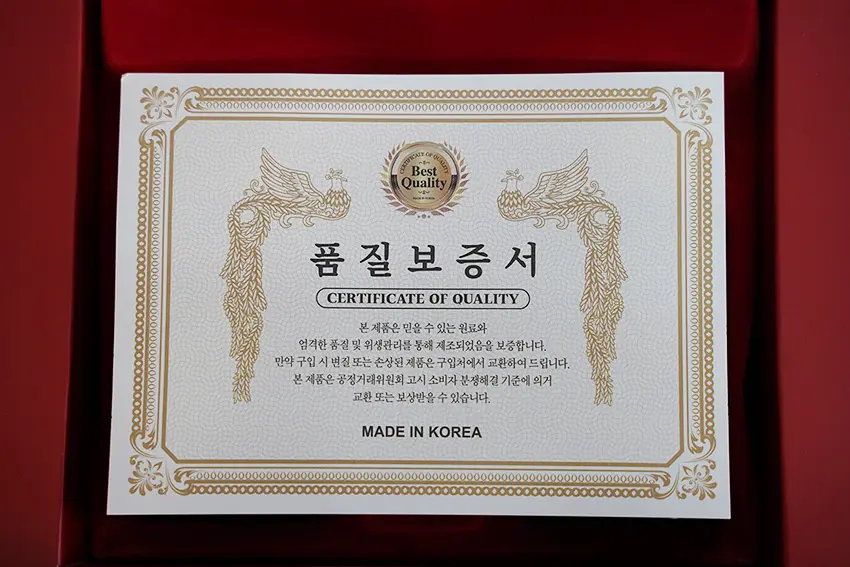 CERTIFICATE OF QUALITY
Best
Quality
MADE IN KOREA
품질보증서
CERTIFICATE OF QUALITY
본 제품은 믿을 수 있는 원료와
엄격한 품질 및 위생관리를 통해 제조되었음을 보증합니다.
만약 구입 시 변질 또는 손상된 제품은 구입처에서 교환하여 드립니다.
본 제품은 공정거래위원회 고시 소비자 분쟁해결 기준에 의거
교환 또는 보상받을 수 있습니다.
MADE IN KOREA